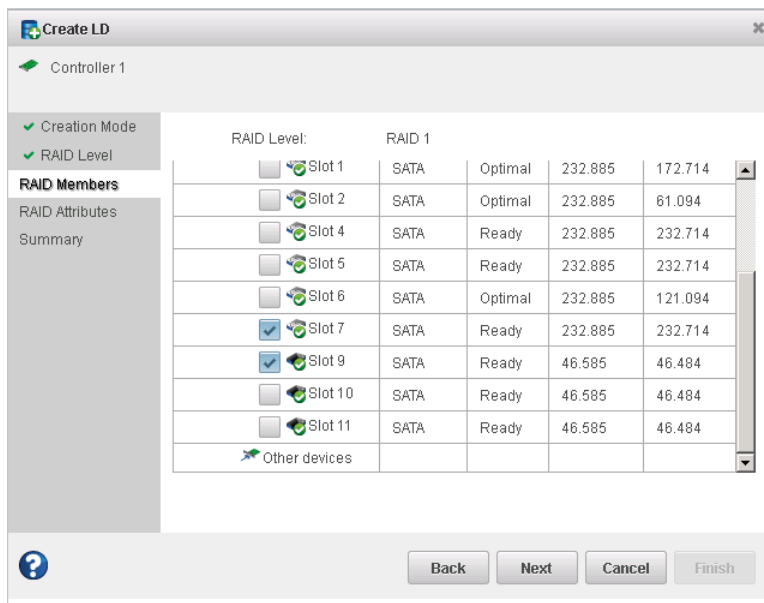 Create LD
Controller 1
Creation Mode
RAID Level
RAID Members
RAID Attributes
Summary
RAID Level: RAID 1
Slot 1 SATA Optimal 232.885 172.714
Slot 2 SATA Optimal 232.885 61.094
Slot 4 SATA Ready 232.885 232.714
Slot 5 SATA Ready 232.885 232.714
Slot 6 SATA Optimal 232.885 121.094
Slot 7 SATA Ready 232.885 232.714
Slot 9 SATA Ready 46.585 46.484
Slot 10 SATA Ready 46.585 46.484
Slot 11 SATA Ready 46.585 46.484
Other devices
Back Next Cancel Finish